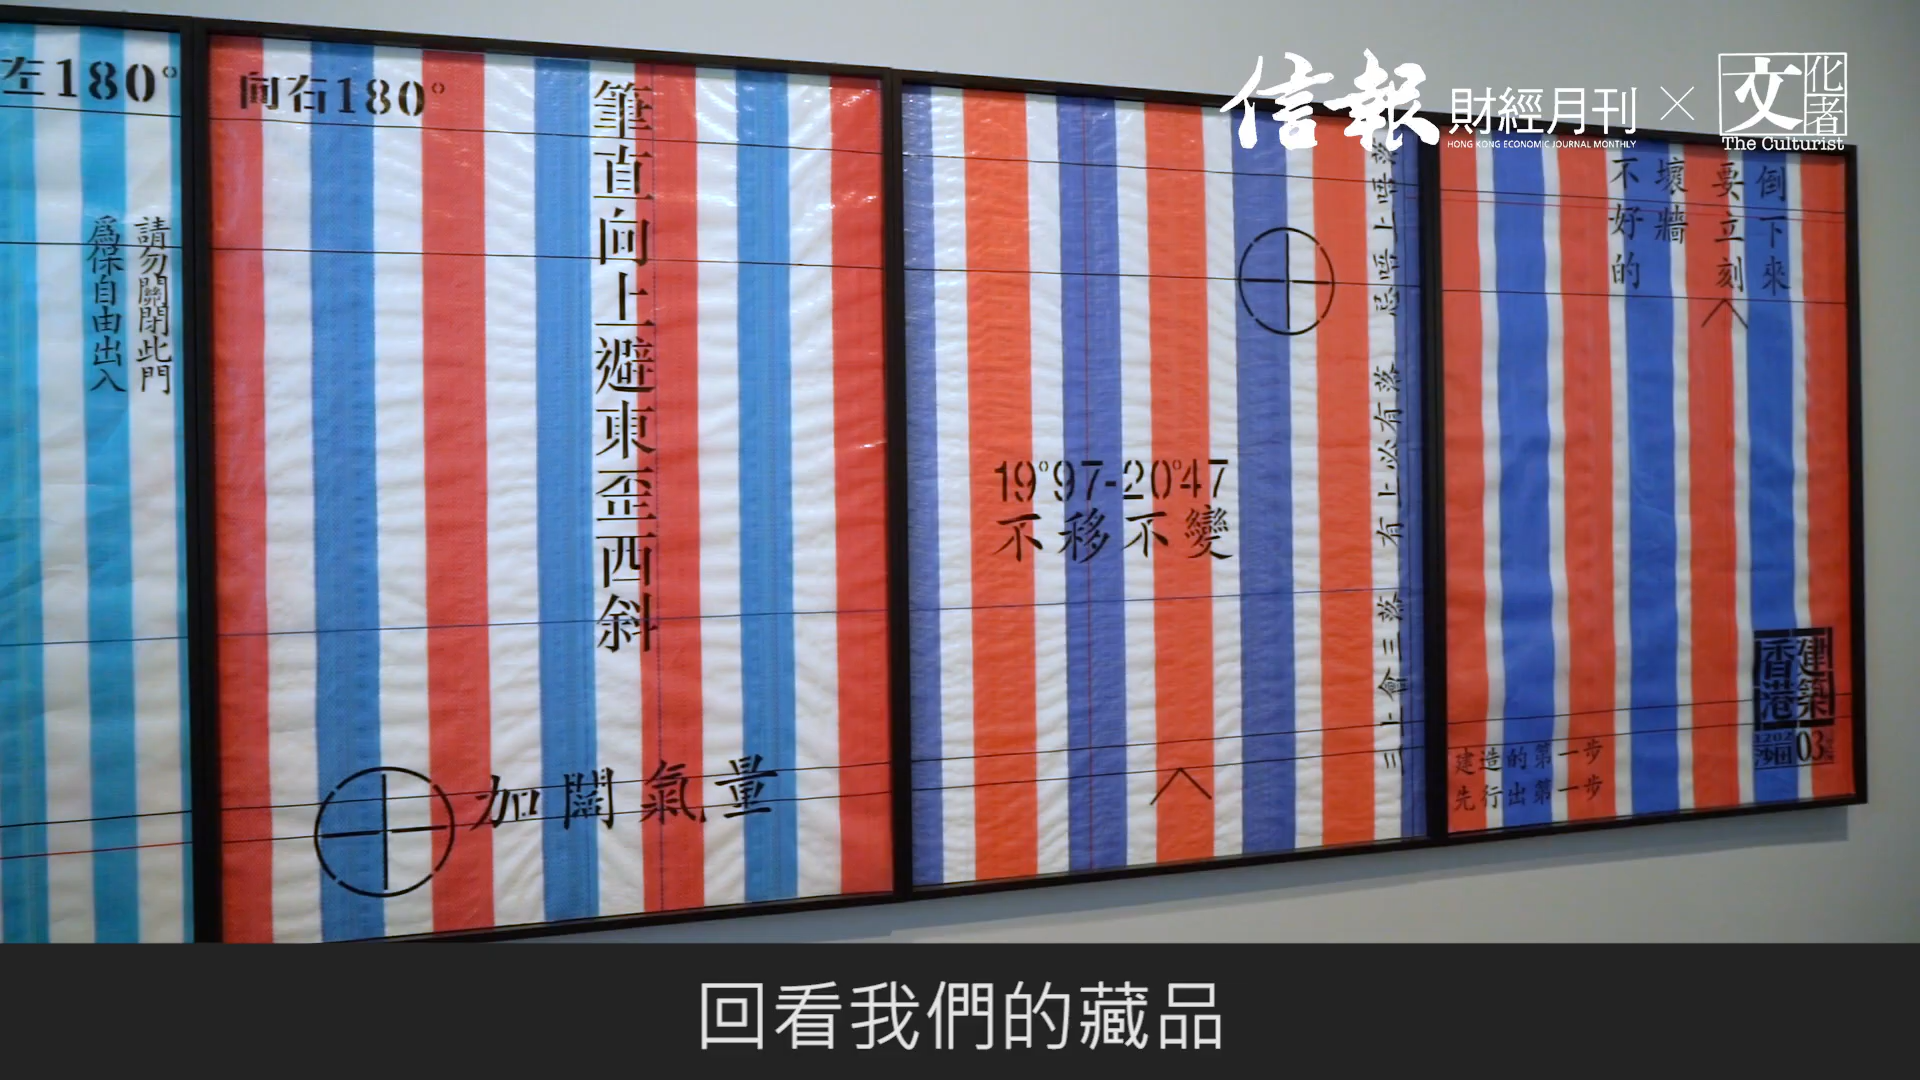 信報 財經月刊 × 文化者
HONG KONG ECONOMIC JOURNAL MONTHLY
The Culturist
左180°
請勿關閉此門
為保自由出入
向右180°
筆直向上避東歪西斜
加闊氣量
19°97-20°47
不移不變
三上會三落 有上必有落 忌唔上唔落
倒下來
要立刻
壞牆
不好的
建築
香港
03
建造的第一步
先行出第一步
回看我們的藏品